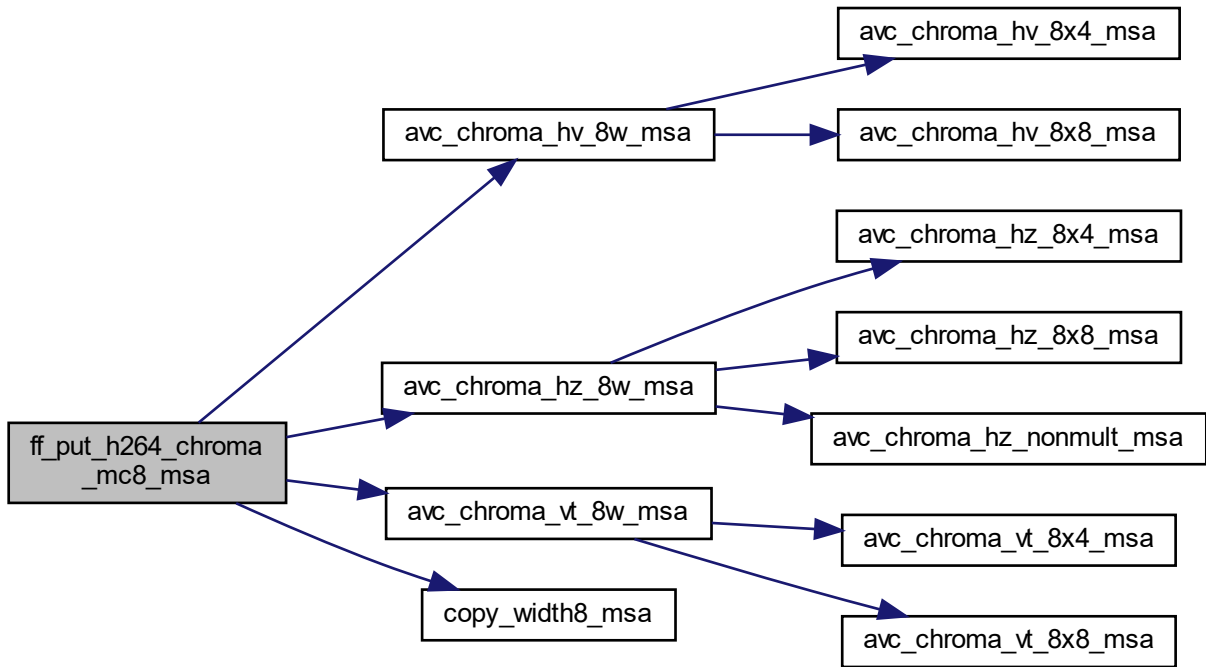 avc_chroma_hv_8x4_msa
avc_chroma_hv_8w_msa
avc_chroma_hv_8x8_msa
avc_chroma_hz_8x4_msa
avc_chroma_hz_8x8_msa
avc_chroma_hz_8w_msa
avc_chroma_hz_nonmult_msa
ff_put_h264_chroma
_mc8_msa
avc_chroma_vt_8w_msa
avc_chroma_vt_8x4_msa
copy_width8_msa
avc_chroma_vt_8x8_msa